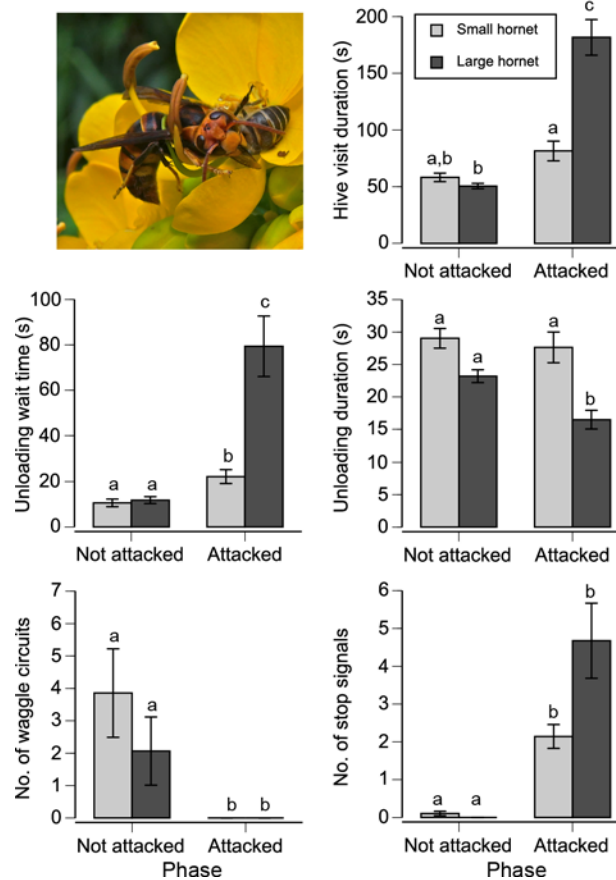 Small hornet
Large hornet
Hive visit duration (s)
200
150
100
50
0
a,b
b
a
c
Not attacked
Attacked
Unloading wait time (s)
100
80
60
40
20
0
a
a
b
c
Not attacked
Attacked
Unloading duration (s)
35
30
25
20
15
10
5
0
a
a
a
b
Not attacked
Attacked
No. of waggle circuits
7
6
5
4
3
2
1
0
a
a
b
b
Not attacked
Attacked
Phase
No. of stop signals
6
5
4
3
2
1
0
a
a
b
b
Not attacked
Attacked
Phase